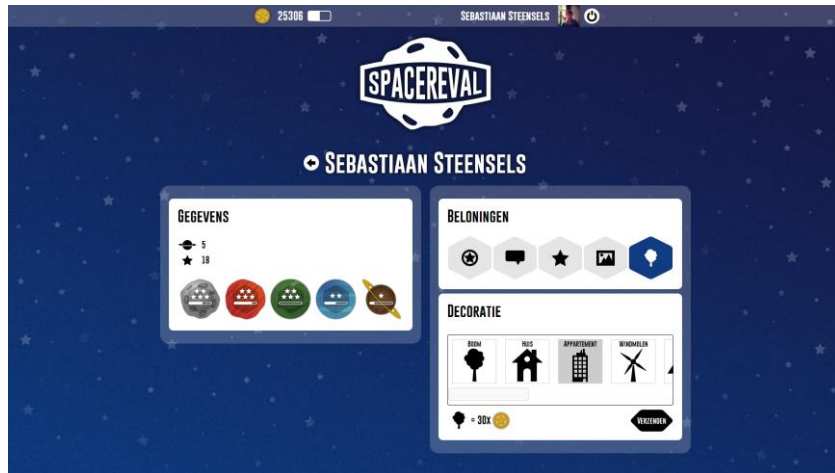 25306
SEBASTIAAN STEENSELS
SPACEREVAL
SEBASTIAAN STEENSELS
GEGEVENS
5
18
BELONINGEN
DECORATIE
BOOM HUIS APPARTEMENT WINDMOLEN
= 30X
VERZENDEN